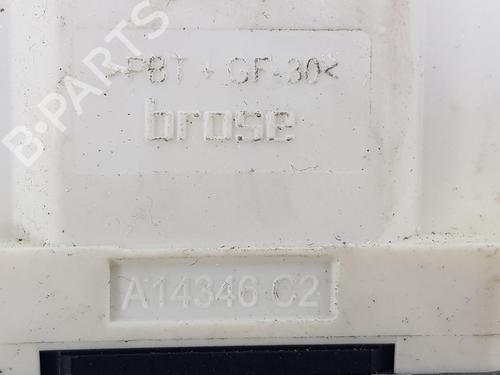 >PBT + GF-30<
brose
A14346 C2
B-PARTS